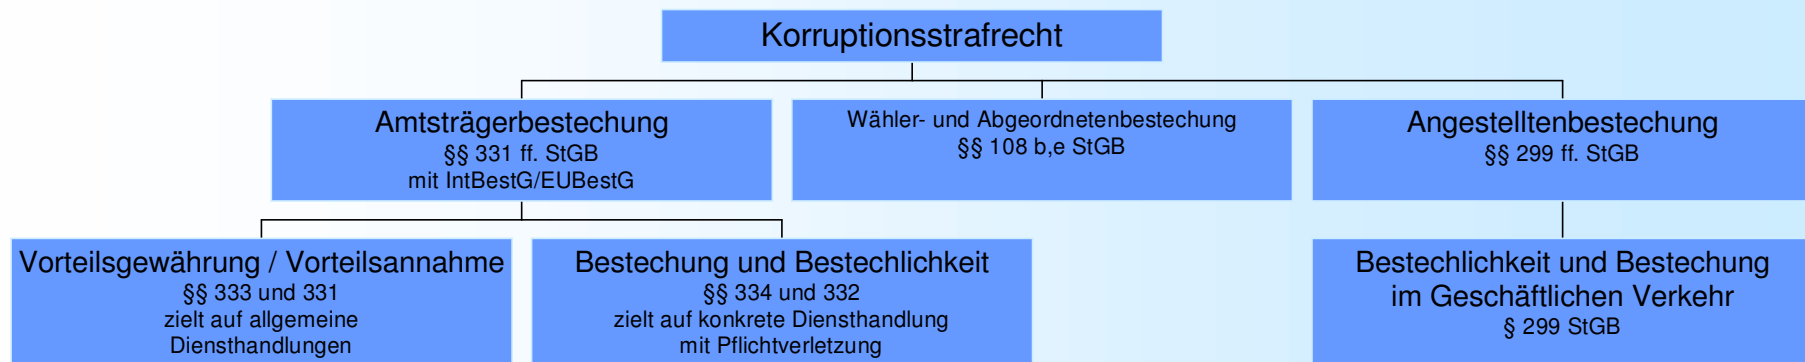 Korruptionsstrafrecht
Amtsträgerbestechung
§§ 331 ff. StGB
mit IntBestG/EUBestG
Wähler- und Abgeordnetenbestechung
§§ 108 b,e StGB
Angestelltenbestechung
§§ 299 ff. StGB
Vorteilsgewährung / Vorteilsannahme
§§ 333 und 331
zielt auf allgemeine
Diensthandlungen
Bestechung und Bestechlichkeit
§§ 334 und 332
zielt auf konkrete Diensthandlung
mit Pflichtverletzung
Bestechlichkeit und Bestechung
im Geschäftlichen Verkehr
§ 299 StGB